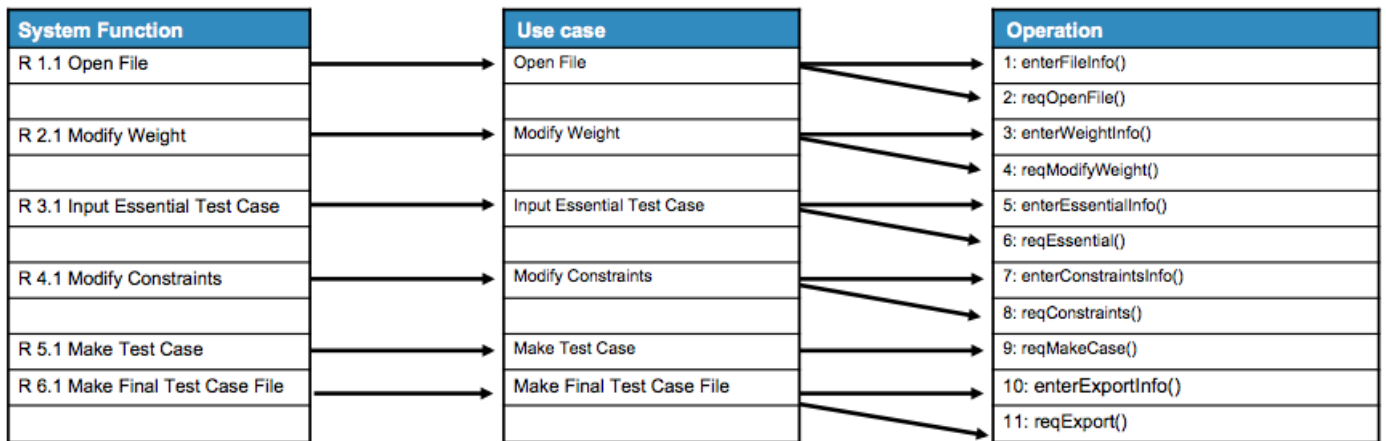 System Function
Use case
Operation
R 1.1 Open File
Open File
1: enterFileInfo()
2: reqOpenFile()
R 2.1 Modify Weight
Modify Weight
3: enterWeightInfo()
4: reqModifyWeight()
R 3.1 Input Essential Test Case
Input Essential Test Case
5: enterEssentialInfo()
6: reqEssential()
R 4.1 Modify Constraints
Modify Constraints
7: enterConstraintsInfo()
8: reqConstraints()
R 5.1 Make Test Case
Make Test Case
9: reqMakeCase()
R 6.1 Make Final Test Case File
Make Final Test Case File
10: enterExportInfo()
11: reqExport()